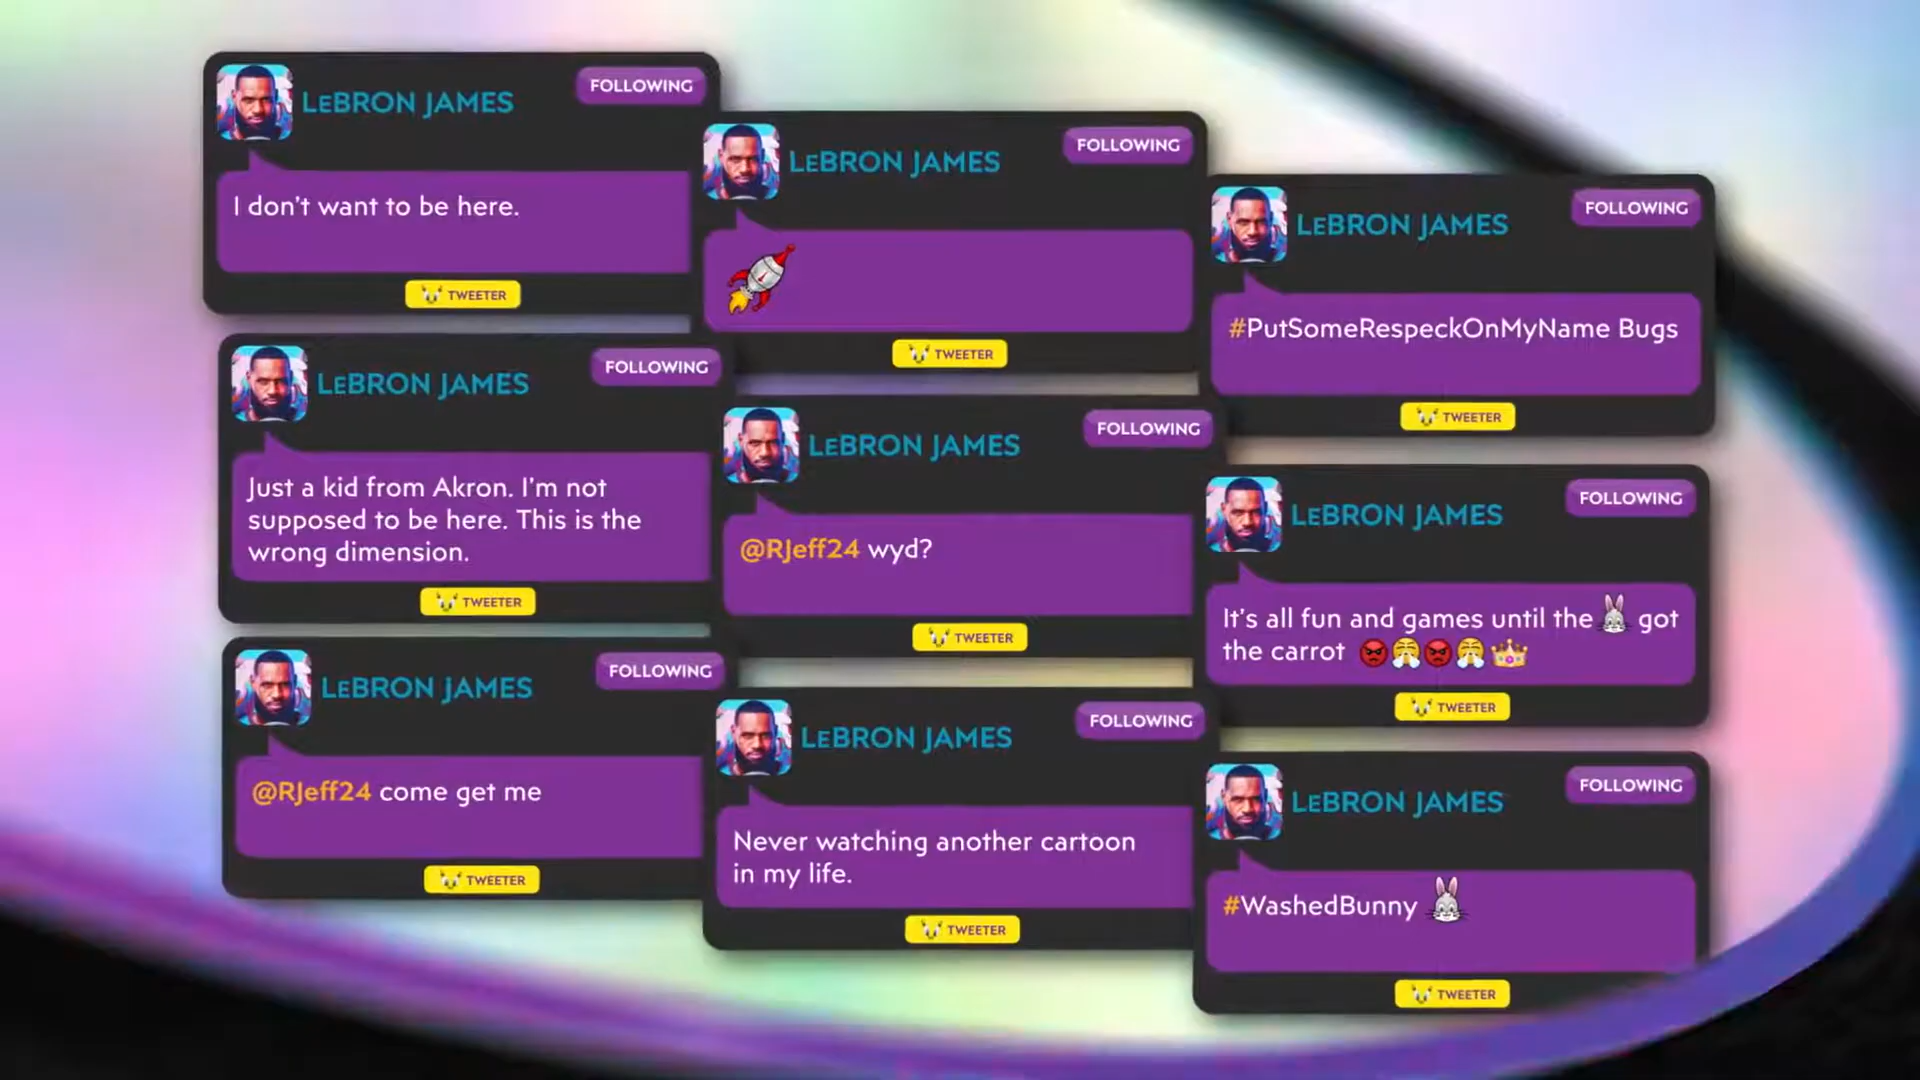 LeBRON JAMES
FOLLOWING
I don't want to be here.
TWEETER
LeBRON JAMES
FOLLOWING
Just a kid from Akron. I'm not
supposed to be here. This is the
wrong dimension.
TWEETER
LeBRON JAMES
FOLLOWING
@RJeff24 come get me
TWEETER
LeBRON JAMES
FOLLOWING
🚀
TWEETER
LeBRON JAMES
FOLLOWING
@RJeff24 wyd?
TWEETER
LeBRON JAMES
FOLLOWING
Never watching another cartoon
in my life.
TWEETER
LeBRON JAMES
FOLLOWING
#PutSomeRespeckOnMyName Bugs
TWEETER
LeBRON JAMES
FOLLOWING
It's all fun and games until the 🐰 got
the carrot 😡😤😡😤👑
TWEETER
LeBRON JAMES
FOLLOWING
#WashedBunny 🐰
TWEETER